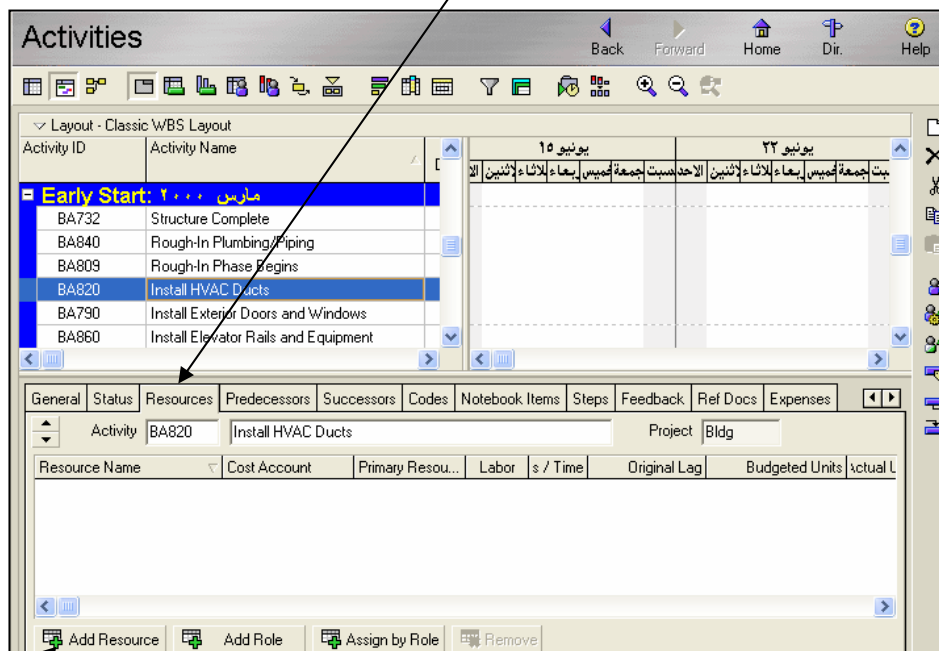 Activities
Back Forward Home Dir. Help
Layout - Classic WBS Layout
Activity ID Activity Name
يونيو ١٥ يونيو ٢٢
Early Start: مارس ٢٠٠٠
BA732 Structure Complete
BA840 Rough-In Plumbing/Piping
BA809 Rough-In Phase Begins
BA820 Install HVAC Ducts
BA790 Install Exterior Doors and Windows
BA860 Install Elevator Rails and Equipment
General Status Resources Predecessors Successors Codes Notebook Items Steps Feedback Ref Docs Expenses
Activity BA820 Install HVAC Ducts Project Bldg
Resource Name Cost Account Primary Resou... Labor s / Time Original Lag Budgeted Units
Add Resource Add Role Assign by Role Remove